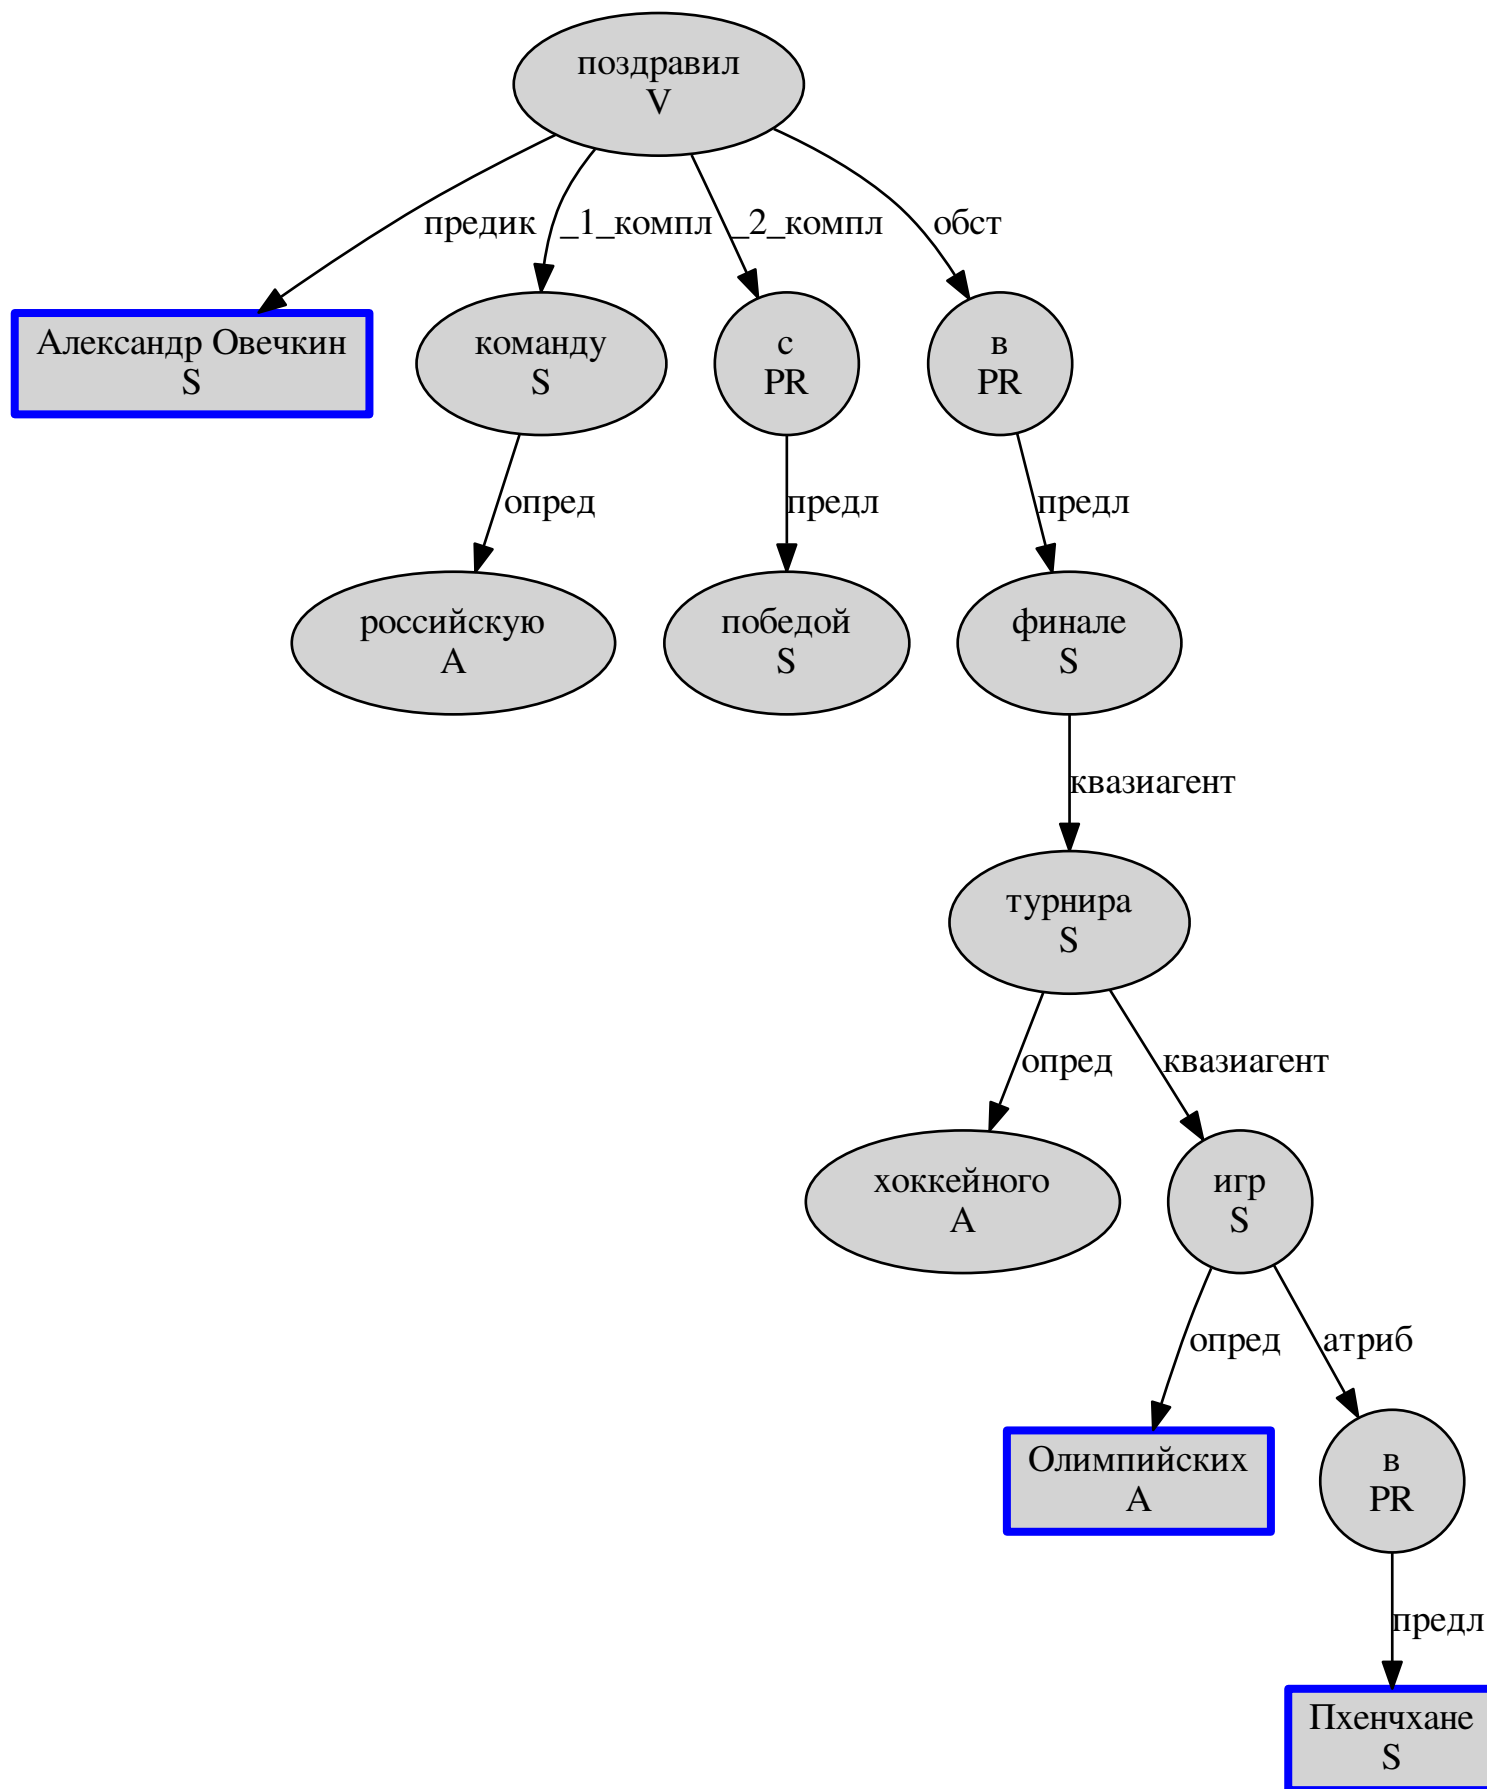 поздравил
V
предик
_1_компл
_2_компл
обст
Александр Овечкин
S
команду
S
с
PR
в
PR
опред
предл
предл
российскую
A
победой
S
финале
S
квазиагент
турнира
S
опред
квазиагент
хоккейного
A
игр
S
опред
атриб
Олимпийских
A
в
PR
предл
Пхенчхане
S